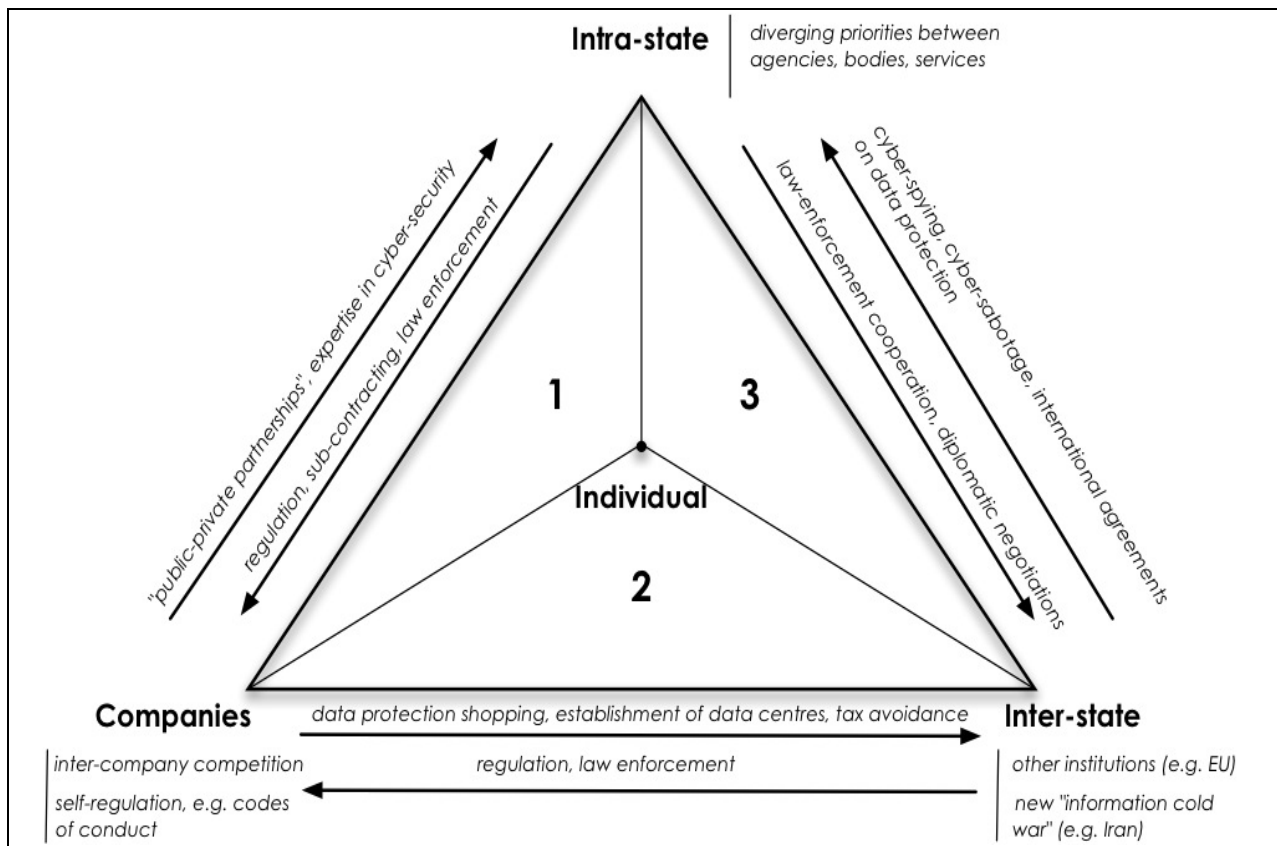 Intra-state
diverging priorities between
agencies, bodies, services
"public-private partnerships", expertise in cyber-security
regulation, sub-contracting, law enforcement
law-enforcement cooperation, diplomatic negotiations
cyber-spying, cyber-sabotage, international agreements
on data protection
1
3
Individual
2
Companies
data protection shopping, establishment of data centres, tax avoidance
Inter-state
inter-company competition
regulation, law enforcement
other institutions (e.g. EU)
self-regulation, e.g. codes
of conduct
new "information cold
war" (e.g. Iran)